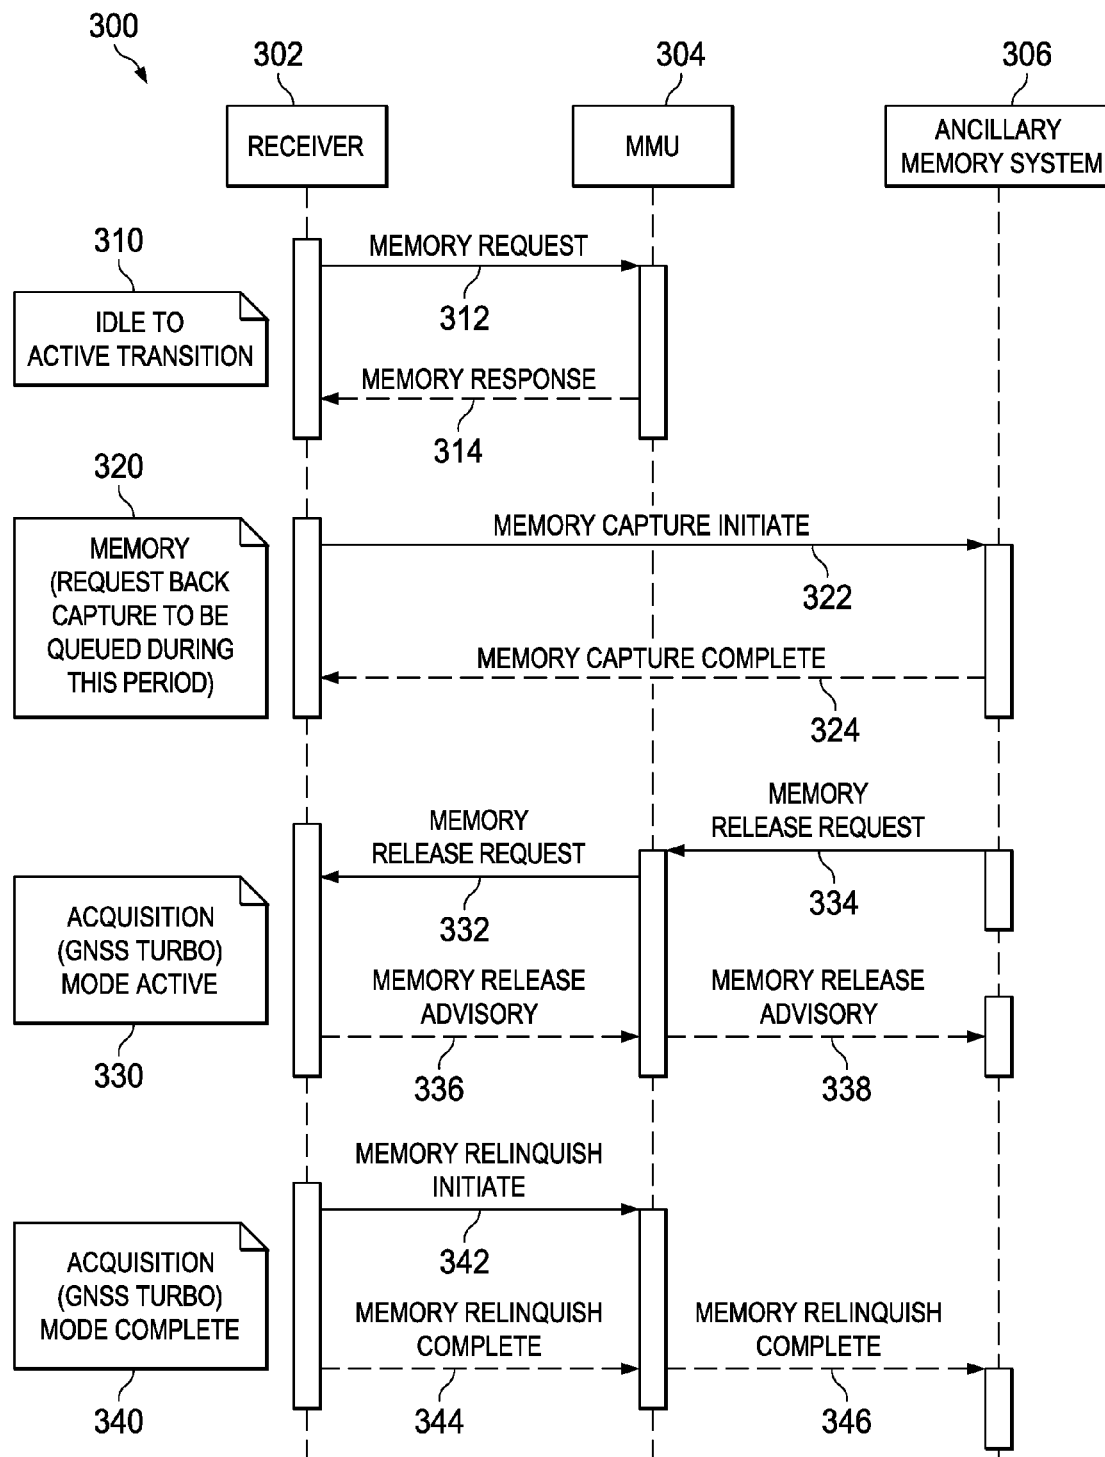 300
302
304
306
RECEIVER
MMU
ANCILLARY
MEMORY SYSTEM
310
IDLE TO
ACTIVE TRANSITION
MEMORY REQUEST
312
MEMORY RESPONSE
314
320
MEMORY
(REQUEST BACK
CAPTURE TO BE
QUEUED DURING
THIS PERIOD)
MEMORY CAPTURE INITIATE
322
MEMORY CAPTURE COMPLETE
324
MEMORY
RELEASE REQUEST
334
MEMORY
RELEASE REQUEST
332
ACQUISITION
(GNSS TURBO)
MODE ACTIVE
330
MEMORY RELEASE
ADVISORY
336
MEMORY RELEASE
ADVISORY
338
MEMORY RELINQUISH
INITIATE
342
ACQUISITION
(GNSS TURBO)
MODE COMPLETE
340
MEMORY RELINQUISH
COMPLETE
344
MEMORY RELINQUISH
COMPLETE
346